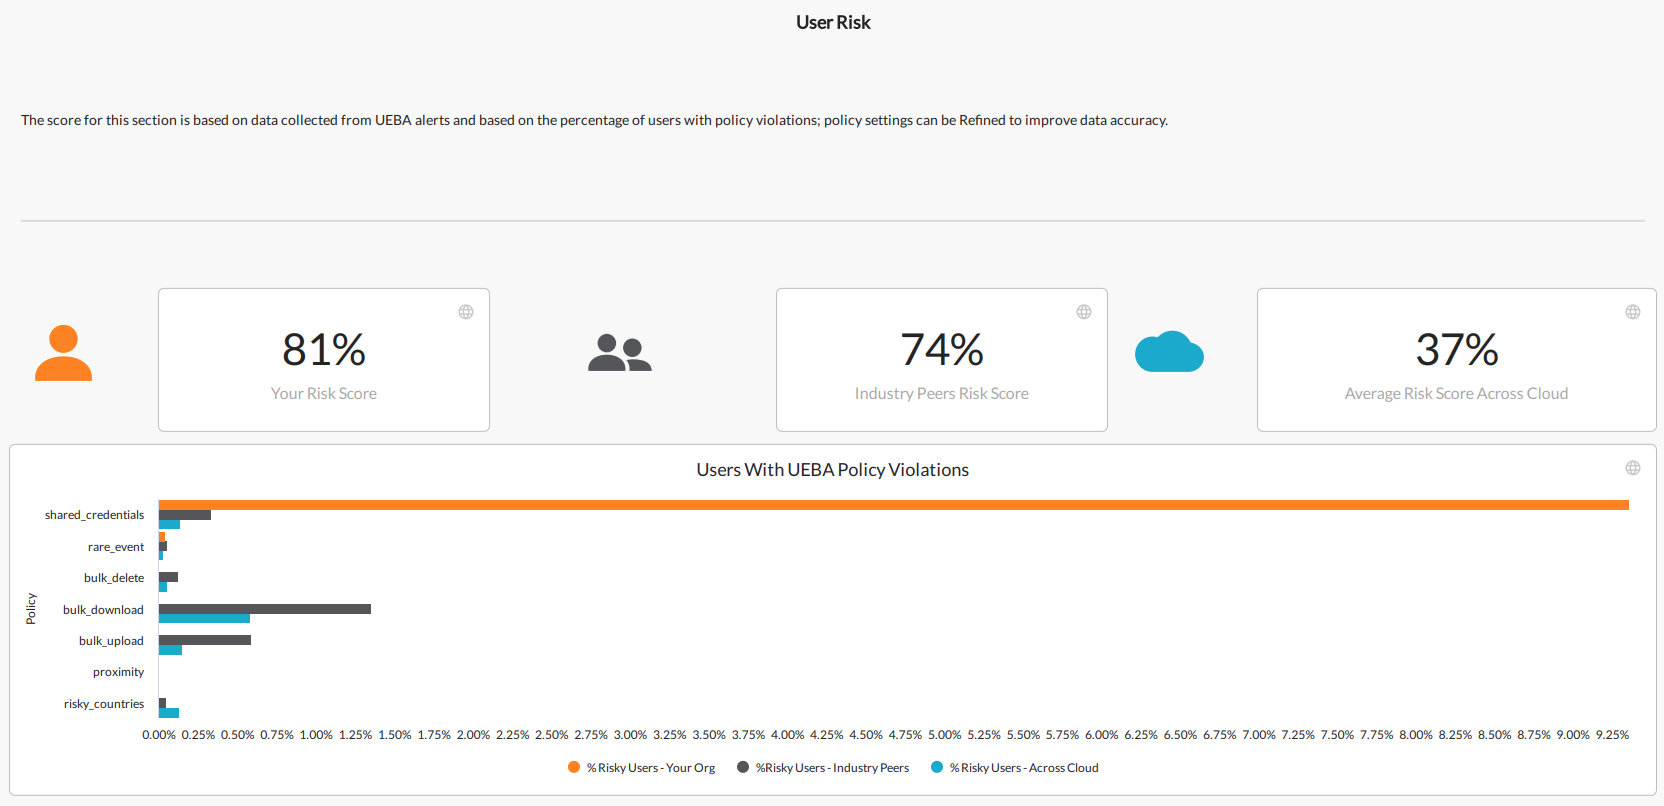 User Risk
The score for this section is based on data collected from UEBA alerts and based on the percentage of users with policy violations; policy settings can be Refined to improve data accuracy.
81%
Your Risk Score
74%
Industry Peers Risk Score
37%
Average Risk Score Across Cloud
Users With UEBA Policy Violations
Policy
shared_credentials
rare_event
bulk_delete
bulk_download
bulk_upload
proximity
risky_countries
0.00% 0.25% 0.50% 0.75% 1.00% 1.25% 1.50% 1.75% 2.00% 2.25% 2.50% 2.75% 3.00% 3.25% 3.50% 3.75% 4.00% 4.25% 4.50% 4.75% 5.00% 5.25% 5.50% 5.75% 6.00% 6.25% 6.50% 6.75% 7.00% 7.25% 7.50% 7.75% 8.00% 8.25% 8.50% 8.75% 9.00% 9.25%
% Risky Users - Your Org %Risky Users - Industry Peers % Risky Users - Across Cloud